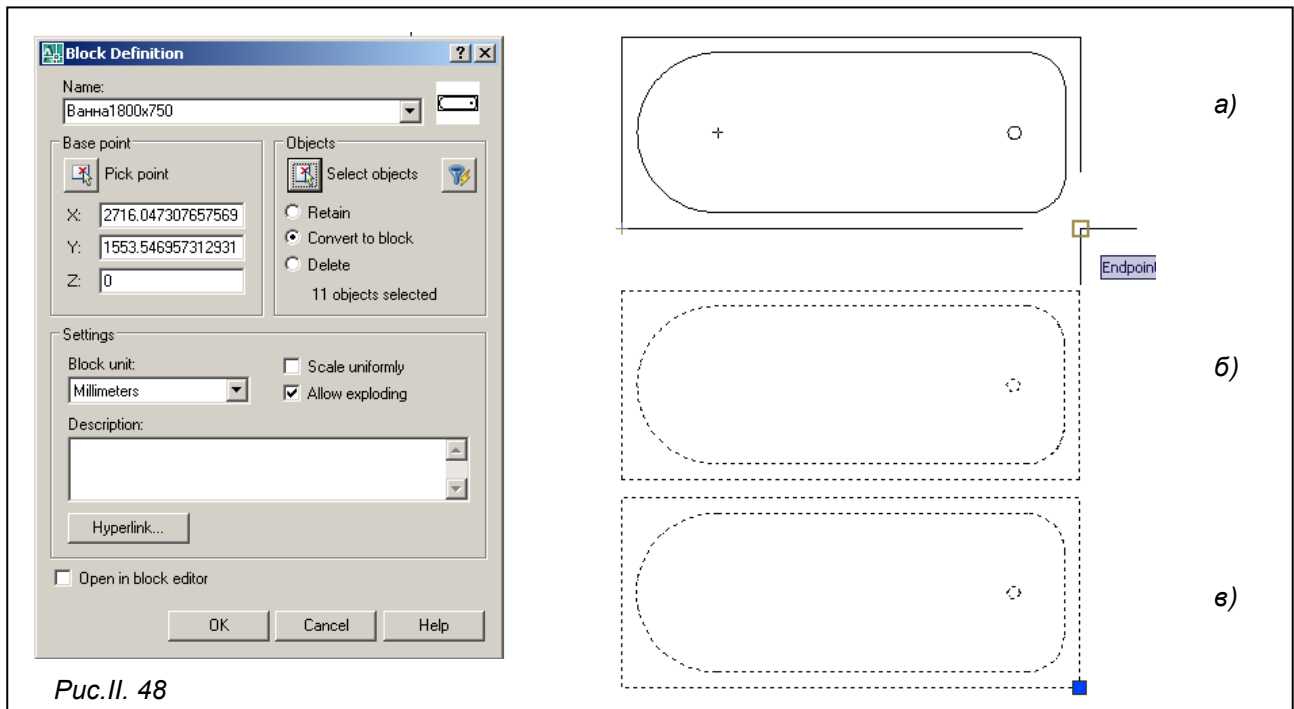 Block Definition
Name:
Ванна1800x750
Base point
Pick point
X: 2716.047307657569
Y: 1553.546957312931
Z: 0
Objects
Select objects
Retain
Convert to block
Delete
11 objects selected
Settings
Block unit:
Millimeters
Scale uniformly
Allow exploding
Description:
Hyperlink...
Open in block editor
OK Cancel Help
Рис.II. 48
а)
Endpoin
б)
в)